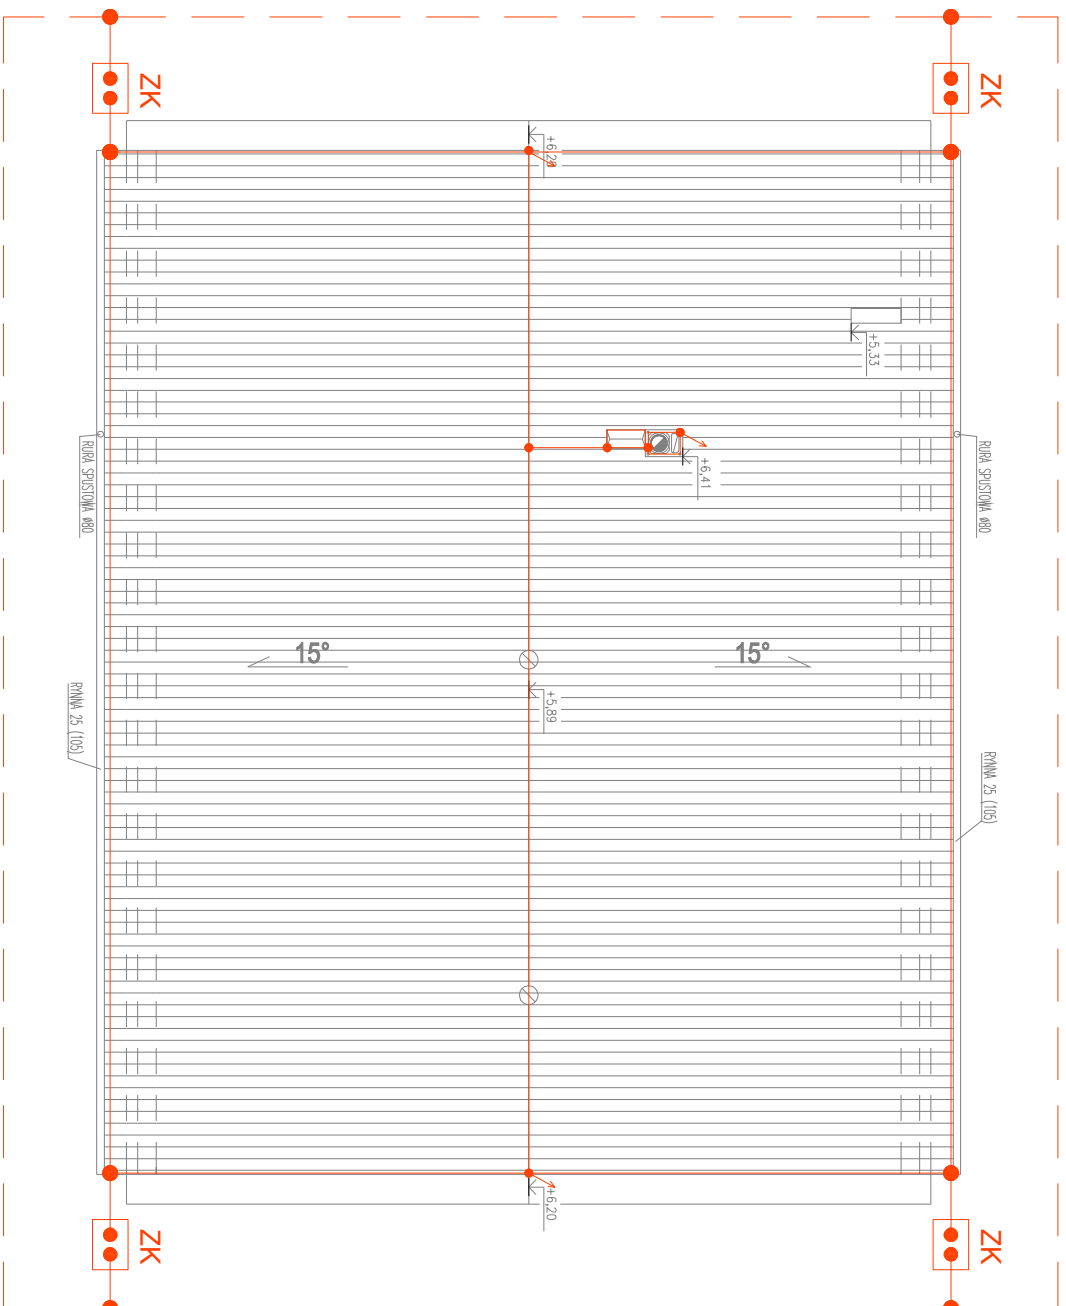 ZK
ZK
+6,20
+5,33
+6,41
RURA SPUSTOWA ø80
RURA SPUSTOWA ø80
15°
15°
+5,89
RYNNA 25 (105)
RYNNA 25 (105)
+6,20
ZK
ZK